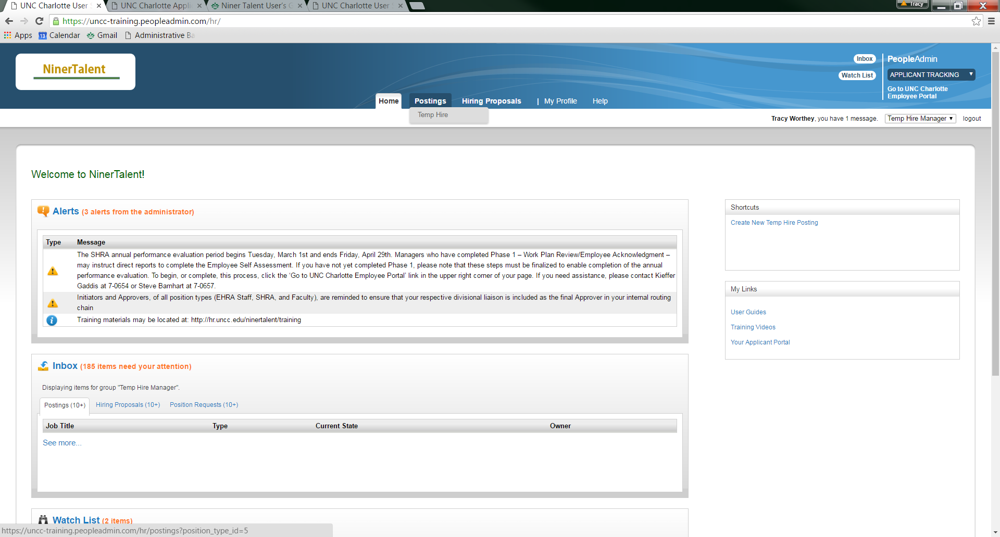 UNC Charlotte User
UNC Charlotte Appli
Niner Talent User's G
UNC Charlotte User
Tracy
https://uncc-training.peopleadmin.com/hr/
Apps
13
Calendar
Gmail
Administrative Ba
NinerTalent
Inbox
Watch List
PeopleAdmin
APPLICANT TRACKING
Go to UNC Charlotte
Employee Portal
Home
Postings
Hiring Proposals
| My Profile
Help
Temp Hire
Tracy Worthey, you have 1 message.
Temp Hire Manager
logout
Welcome to NinerTalent!
Alerts (3 alerts from the administrator)
Type Message
The SHRA annual performance evaluation period begins Tuesday, March 1st and ends Friday, April 29th. Managers who have completed Phase 1 – Work Plan Review/Employee Acknowledgment –
may instruct direct reports to complete the Employee Self Assessment. If you have not yet completed Phase 1, please note that these steps must be finalized to enable completion of the annual
performance evaluation. To begin, or complete, this process, click the ‘Go to UNC Charlotte Employee Portal’ link in the upper right corner of your page. If you need assistance, please contact Kieffer
Gaddis at 7-0654 or Steve Barnhart at 7-0657.
Initiators and Approvers, of all position types (EHRA Staff, SHRA, and Faculty), are reminded to ensure that your respective divisional liaison is included as the final Approver in your internal routing
chain
Training materials may be located at: http://hr.uncc.edu/ninertalent/training
Shortcuts
Create New Temp Hire Posting
My Links
User Guides
Training Videos
Your Applicant Portal
Inbox (185 items need your attention)
Displaying items for group "Temp Hire Manager".
Postings (10+)
Hiring Proposals (10+)
Position Requests (10+)
Job Title Type Current State Owner
See more...
Watch List (2 items)
https://uncc-training.peopleadmin.com/hr/postings?position_type_id=5